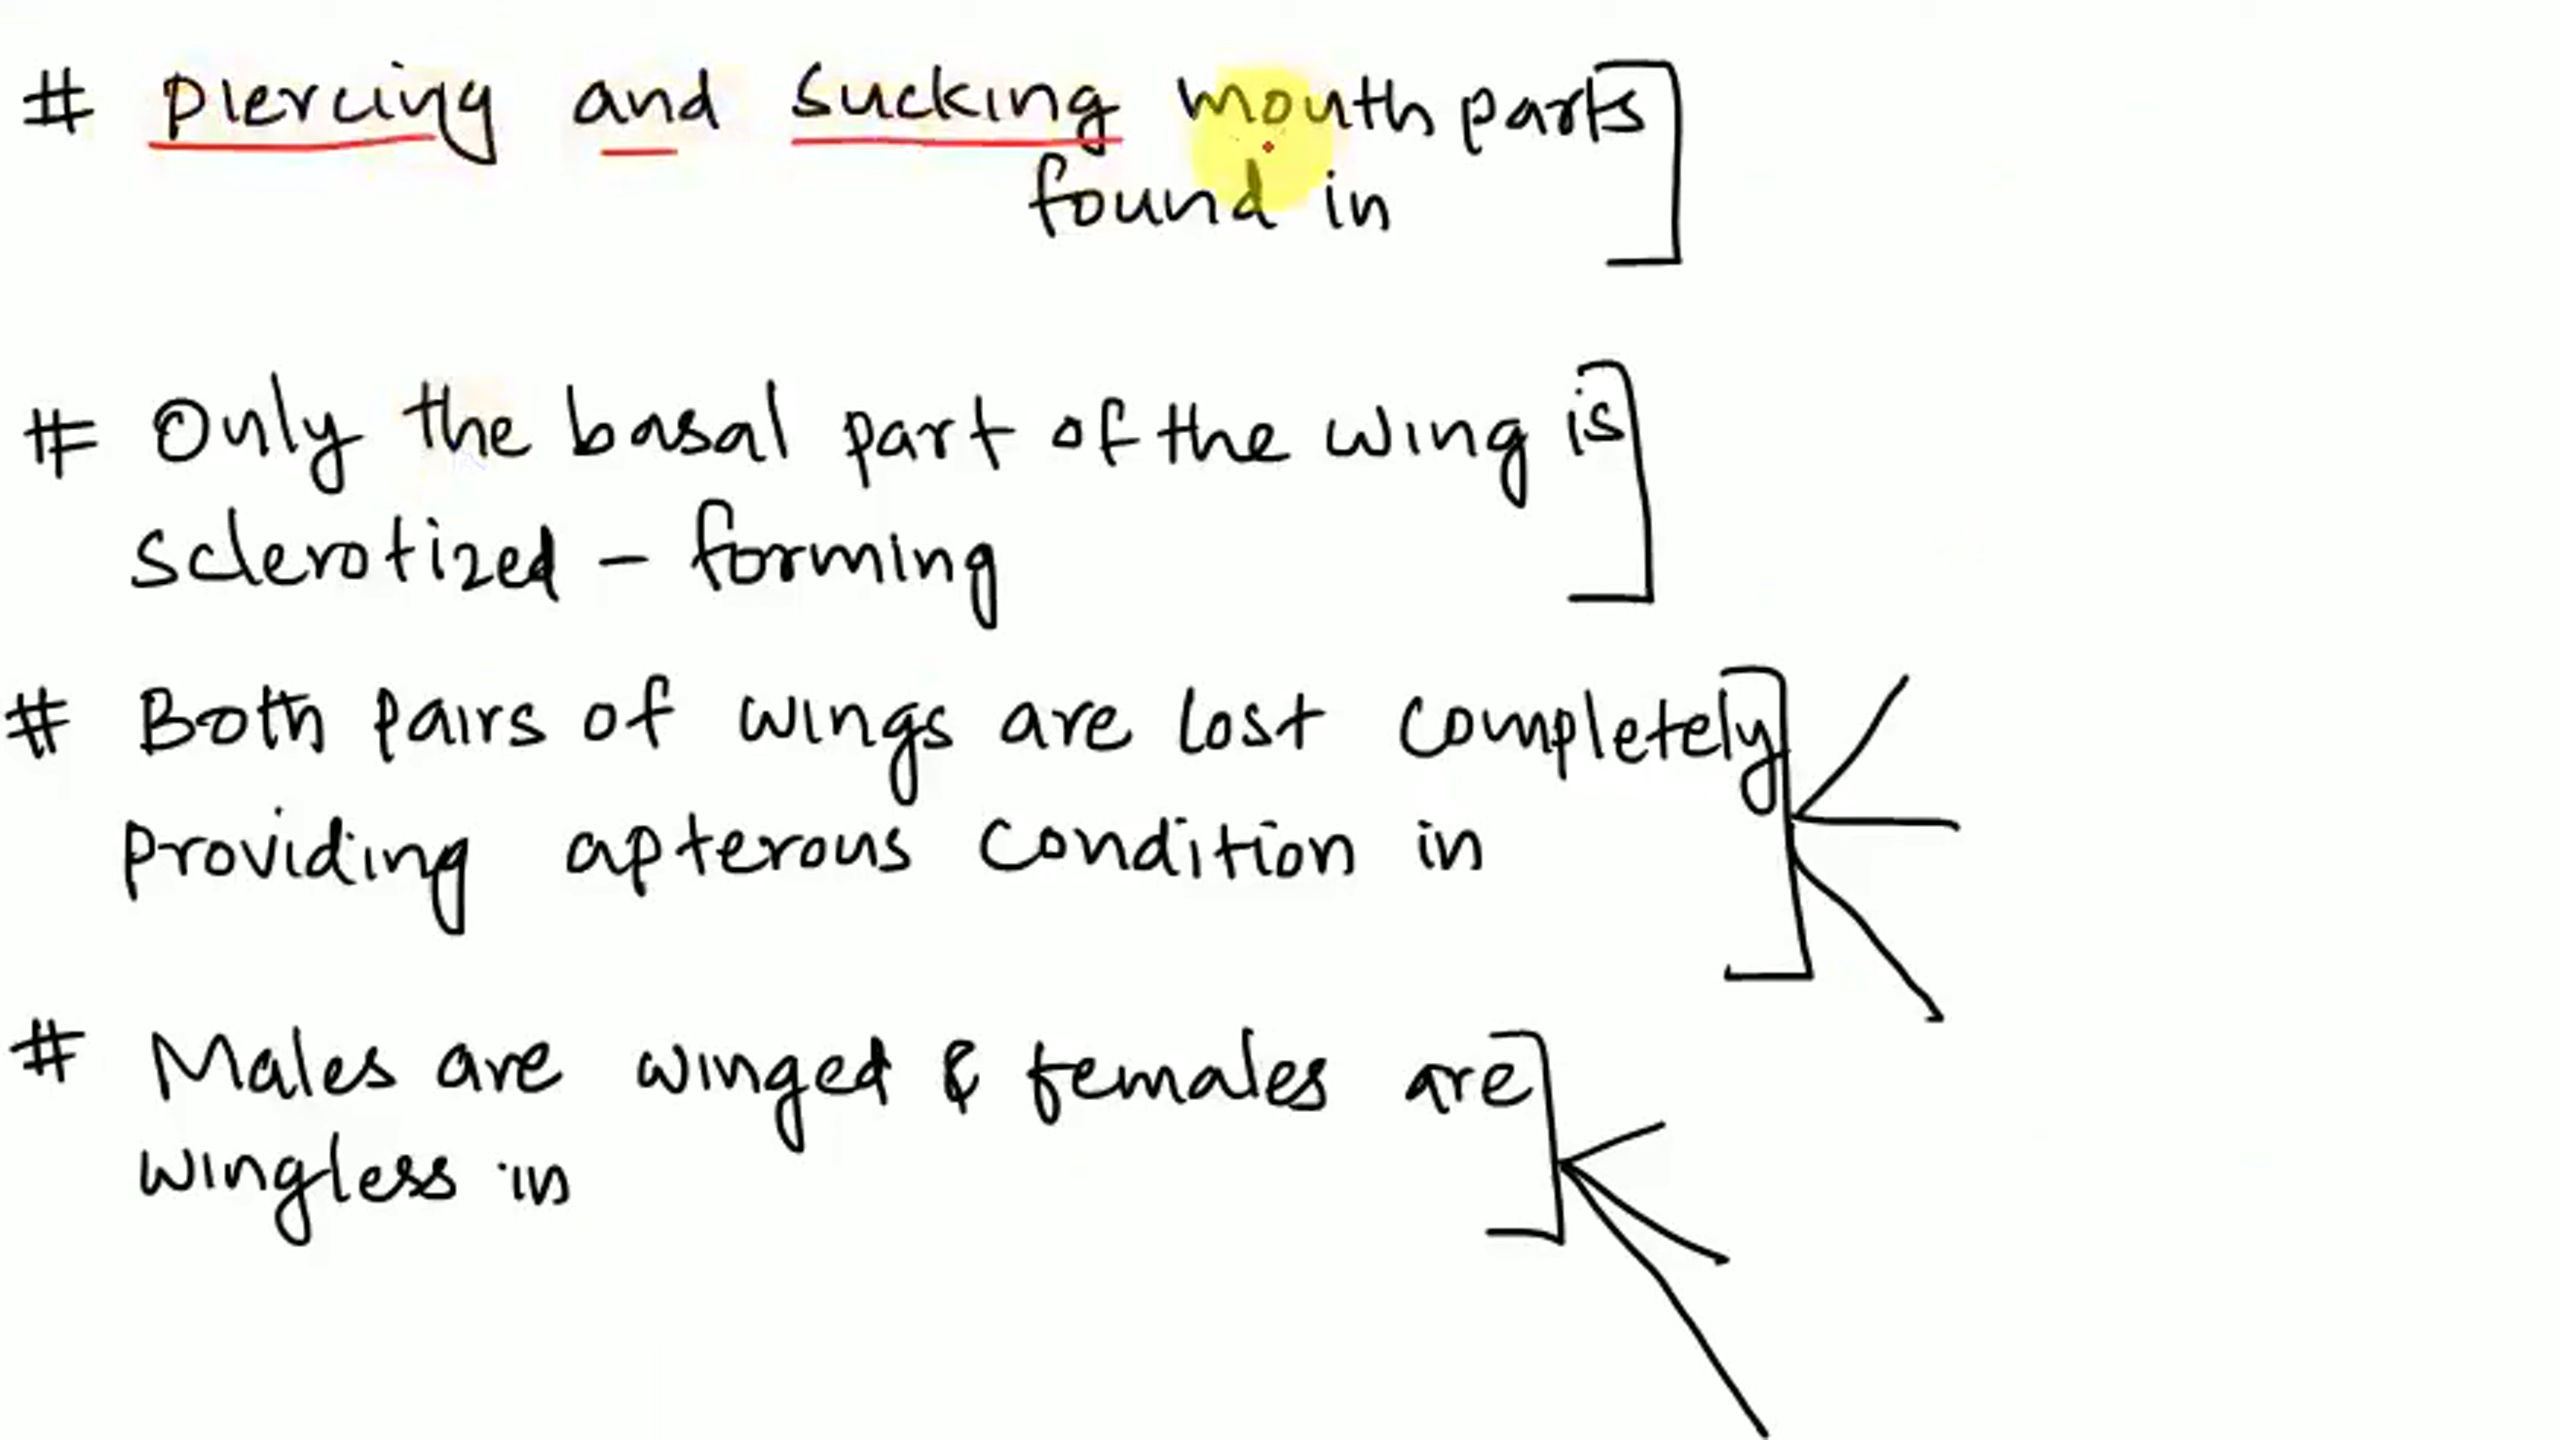 # piercing and sucking mouth parts
found in
# Only the basal part of the wing is
sclerotized - forming
# Both pairs of wings are lost completely
providing apterous condition in
# Males are winged & females are
wingless in